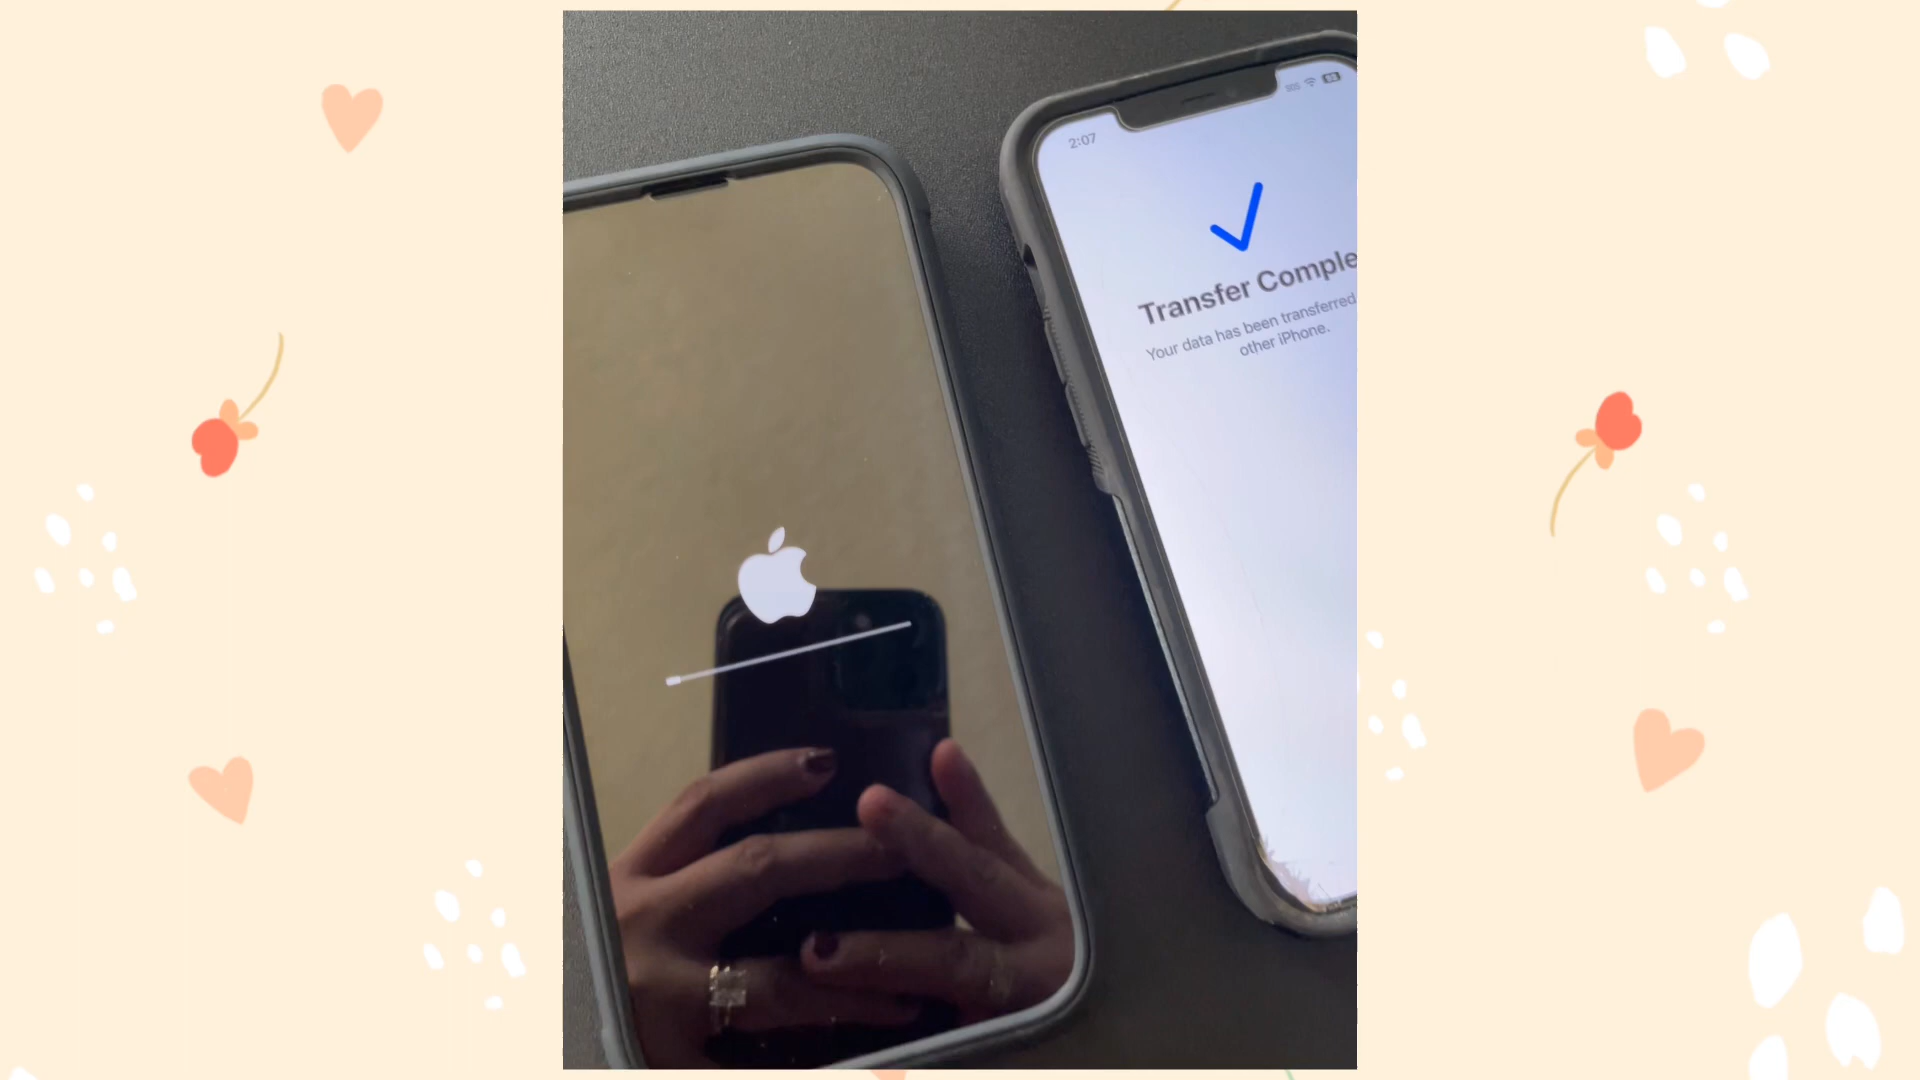 2:07
Transfer Comple
Your data has been transferred
other iPhone.